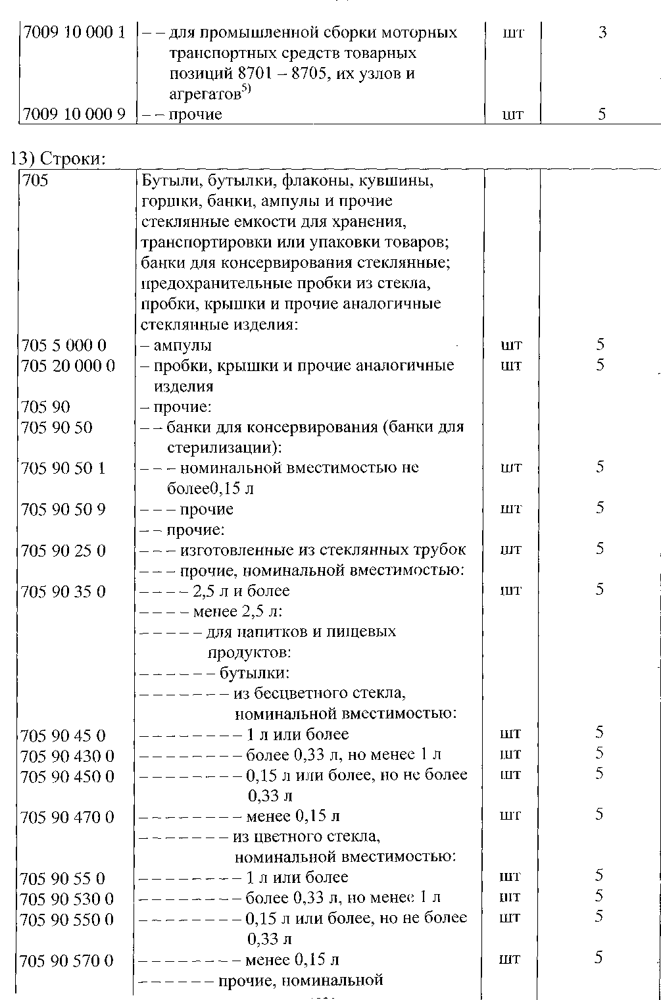 7009 10 000 1 – – для промышленной сборки моторных шт 3
транспортных средств товарных
позиций 8701 – 8705, их узлов и
агрегатов5)
7009 10 000 9 – – прочие шт 5
13) Строки:
705 Бутыли, бутылки, флаконы, кувшины,
горшки, банки, ампулы и прочие
стеклянные емкости для хранения,
транспортировки или упаковки товаров;
банки для консервирования стеклянные;
предохранительные пробки из стекла,
пробки, крышки и прочие аналогичные
стеклянные изделия:
705 5 000 0 – ампулы шт 5
705 20 000 0 – пробки, крышки и прочие аналогичные шт 5
изделия
705 90 – прочие:
705 90 50 – – банки для консервирования (банки для
стерилизации):
705 90 50 1 – – – номинальной вместимостью не шт 5
более0,15 л
705 90 50 9 – – – прочие шт 5
– – прочие:
705 90 25 0 – – – изготовленные из стеклянных трубок шт 5
– – – прочие, номинальной вместимостью:
705 90 35 0 – – – – 2,5 л и более шт 5
– – – – менее 2,5 л:
– – – – – для напитков и пищевых
продуктов:
– – – – – – бутылки:
– – – – – – – из бесцветного стекла,
номинальной вместимостью:
705 90 45 0 – – – – – – – – 1 л или более шт 5
705 90 430 0 – – – – – – – – более 0,33 л, но менее 1 л шт 5
705 90 450 0 – – – – – – – – 0,15 л или более, но не более шт 5
0,33 л
705 90 470 0 – – – – – – – – менее 0,15 л шт 5
– – – – – – – из цветного стекла,
номинальной вместимостью:
705 90 55 0 – – – – – – – – 1 л или более шт 5
705 90 530 0 – – – – – – – – более 0,33 л, но менее 1 л шт 5
705 90 550 0 – – – – – – – – 0,15 л или более, но не более шт 5
0,33 л
705 90 570 0 – – – – – – – – менее 0,15 л шт 5
– – – – – – прочие, номинальной